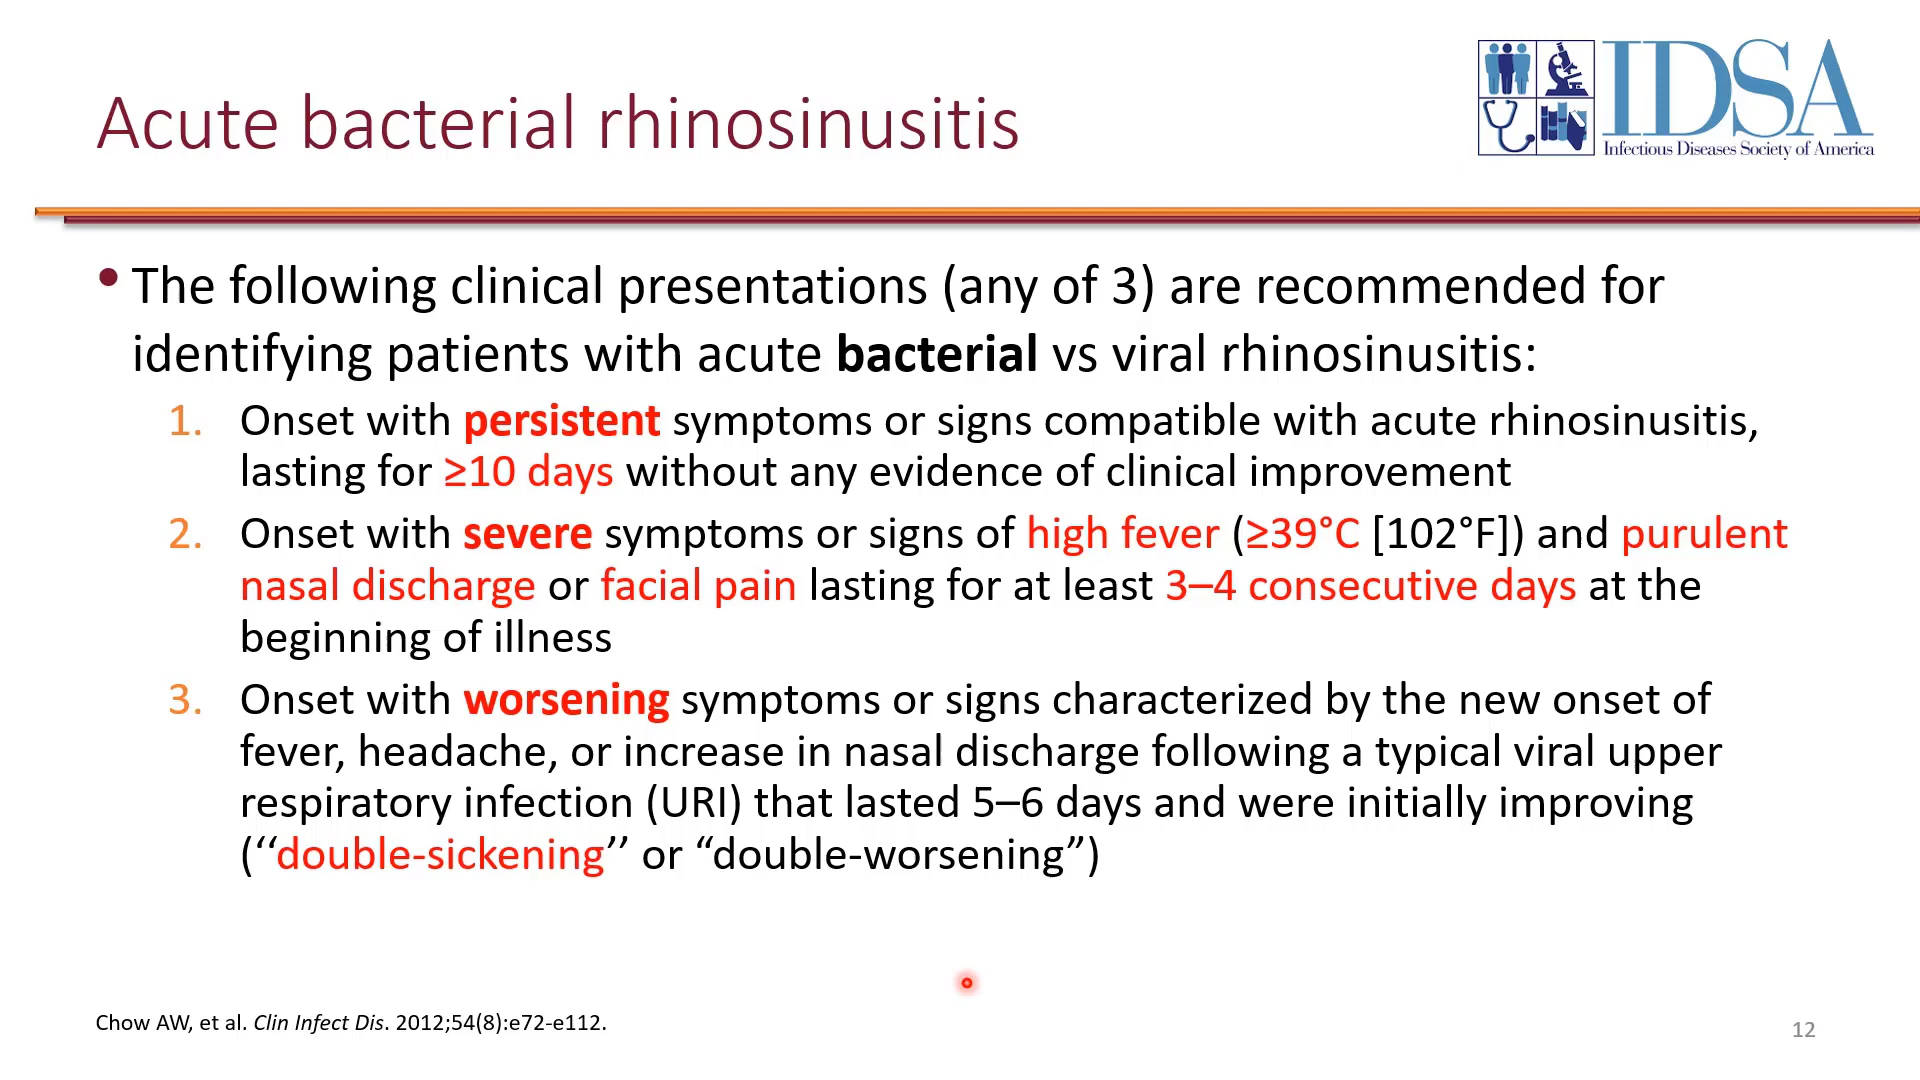 Acute bacterial rhinosinusitis
IDSA
Infectious Diseases Society of America
• The following clinical presentations (any of 3) are recommended for
identifying patients with acute bacterial vs viral rhinosinusitis:
1. Onset with persistent symptoms or signs compatible with acute rhinosinusitis,
lasting for ≥10 days without any evidence of clinical improvement
2. Onset with severe symptoms or signs of high fever (≥39°C [102°F]) and purulent
nasal discharge or facial pain lasting for at least 3–4 consecutive days at the
beginning of illness
3. Onset with worsening symptoms or signs characterized by the new onset of
fever, headache, or increase in nasal discharge following a typical viral upper
respiratory infection (URI) that lasted 5–6 days and were initially improving
(‘‘double-sickening’’ or “double-worsening”)
Chow AW, et al. Clin Infect Dis. 2012;54(8):e72-e112.
12